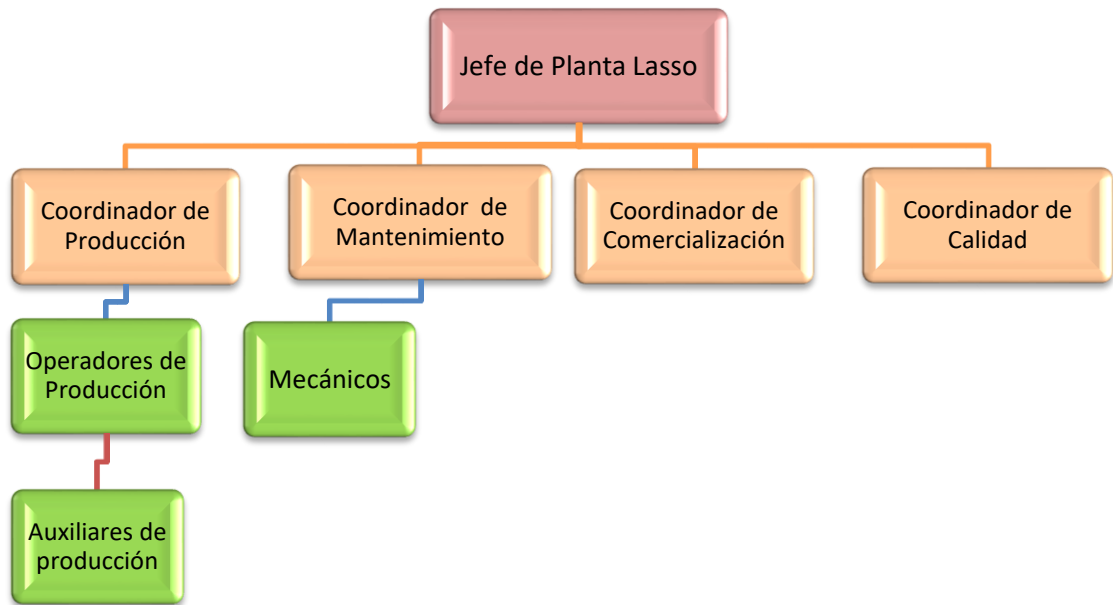 Jefe de Planta Lasso
Coordinador de
Producción
Coordinador de
Mantenimiento
Coordinador de
Comercialización
Coordinador de
Calidad
Operadores de
Producción
Mecánicos
Auxiliares de
producción